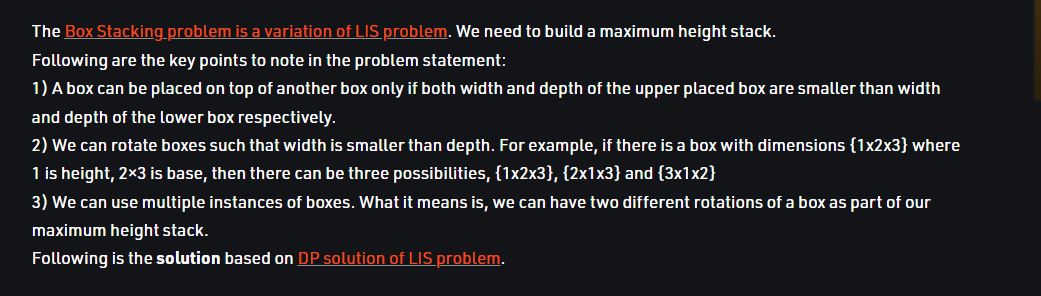 The Box Stacking problem is a variation of LIS problem. We need to build a maximum height stack.
Following are the key points to note in the problem statement:
1) A box can be placed on top of another box only if both width and depth of the upper placed box are smaller than width
and depth of the lower box respectively.
2) We can rotate boxes such that width is smaller than depth. For example, if there is a box with dimensions {1x2x3} where
1 is height, 2×3 is base, then there can be three possibilities, {1x2x3}, {2x1x3} and {3x1x2}
3) We can use multiple instances of boxes. What it means is, we can have two different rotations of a box as part of our
maximum height stack.
Following is the solution based on DP solution of LIS problem.